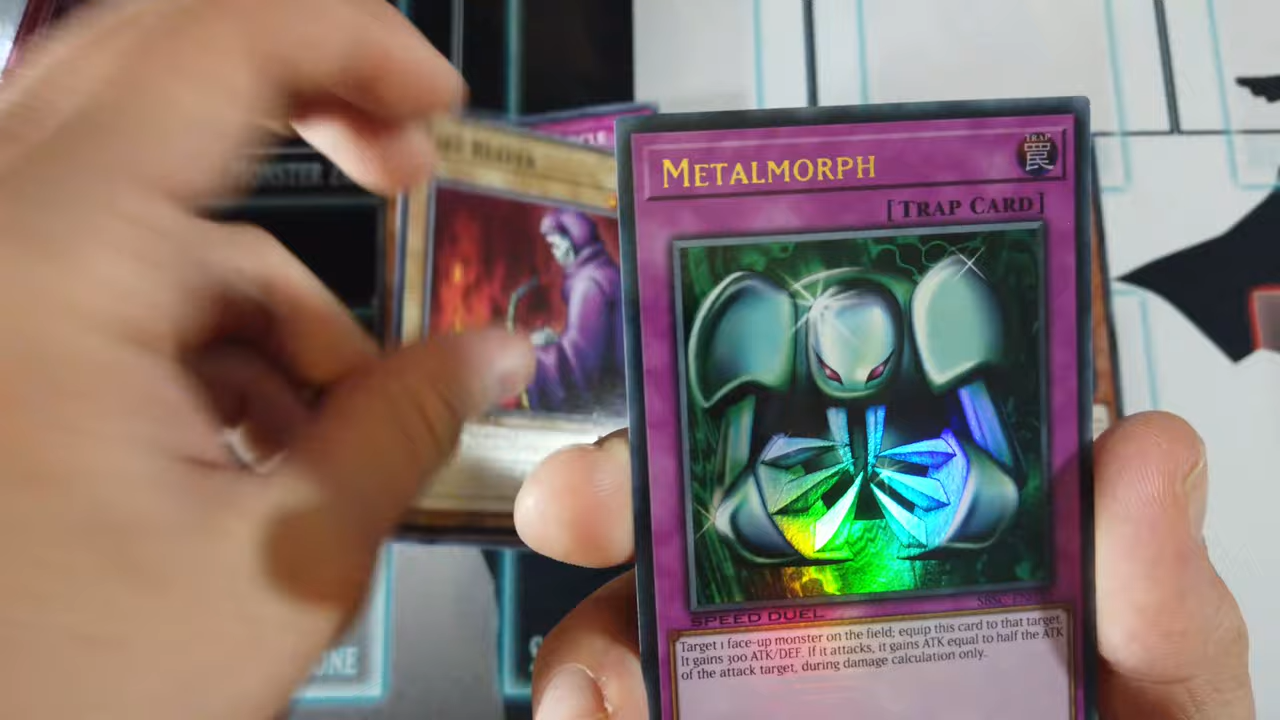 METALMORPH
TRAP
罠
[TRAP CARD]
SPEED DUEL
Target 1 face-up monster on the field; equip this card to that target.
It gains 300 ATK/DEF. If it attacks, it gains ATK equal to half the ATK
of the attack target, during damage calculation only.